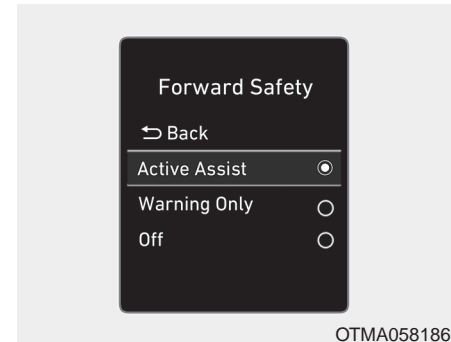 Forward Safety
Back
Active Assist
Warning Only
Off
OTMA058186